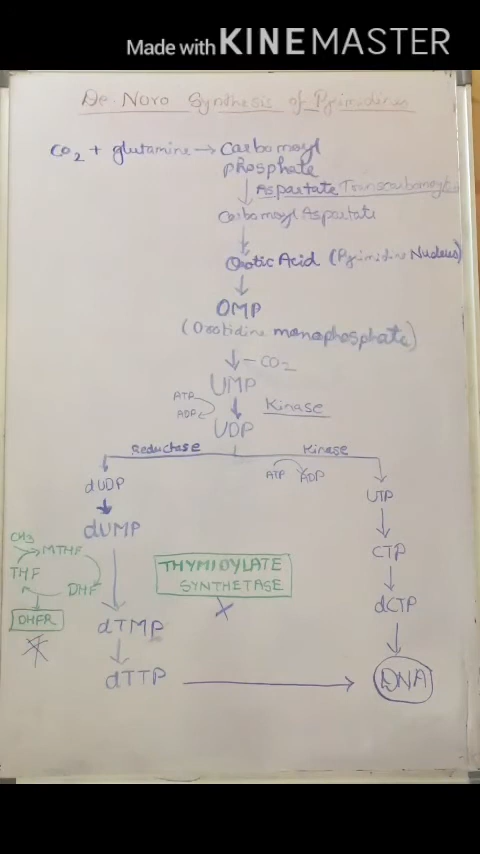 Made with KINEMASTER
De Novo Synthesis of Pyrimidines
CO2 + glutamine → Carbamoyl
phosphate
Aspartate Transcarbamoyl
Carbamoyl Aspartate
Orotic Acid (Pyrimidine Nucleus)
OMP
(Orotidine monophosphate)
-CO2
UMP
ATP
ADP
Kinase
UDP
Reductase
Kinase
ATP ADP
dUDP
UTP
dUMP
CH3
MTHF
THF
DHF
DHFR
THYMIDYLATE
SYNTHETASE
CTP
dCTP
dTMP
dTTP
DNA